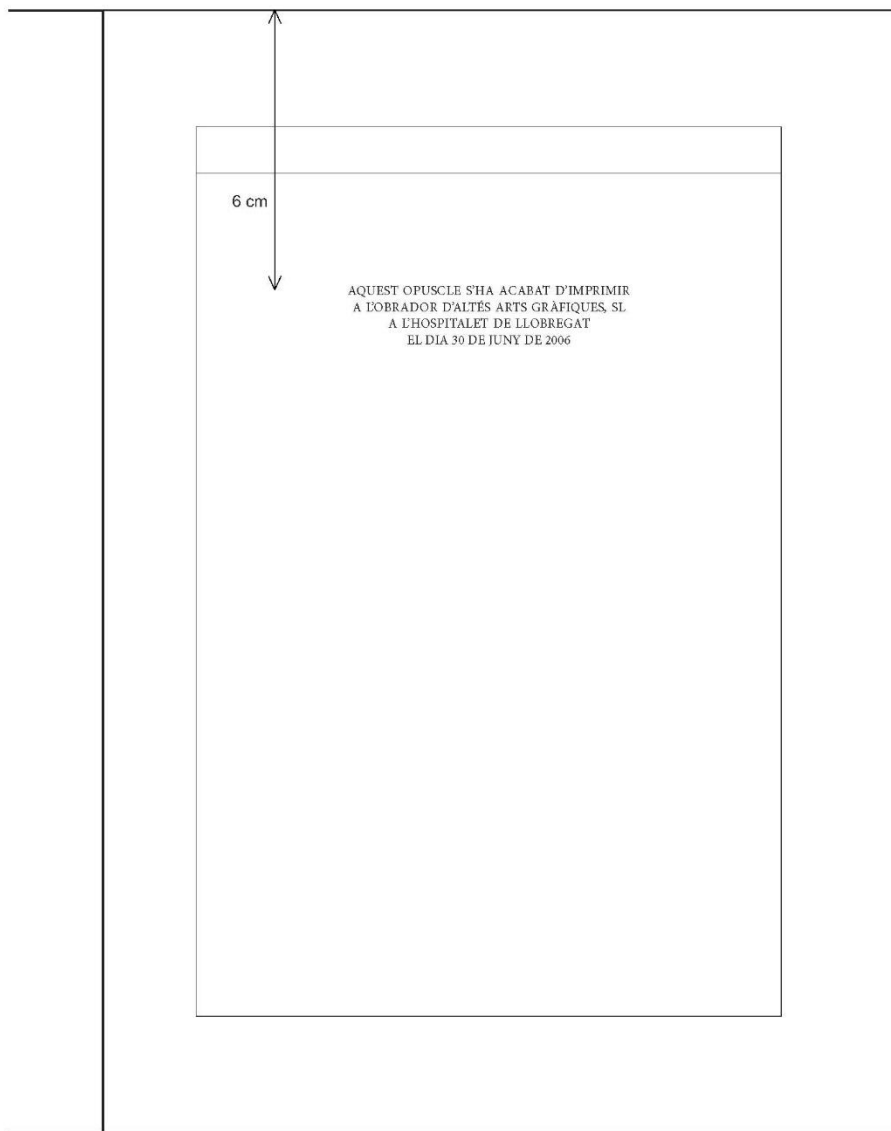 6 cm
AQUEST OPUSCLE S'HA ACABAT D'IMPRIMIR
A L'OBRADOR D'ALTÉS ARTS GRÀFIQUES, SL
A L'HOSPITALET DE LLOBREGAT
EL DIA 30 DE JUNY DE 2006